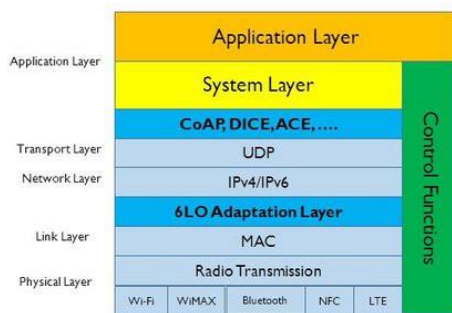 Application Layer
Application Layer
System Layer
CoAP, DICE, ACE, ....
Transport Layer
UDP
Network Layer
IPv4/IPv6
6LO Adaptation Layer
Link Layer
MAC
Radio Transmission
Physical Layer
Wi-Fi WiMAX Bluetooth NFC LTE
Control Functions